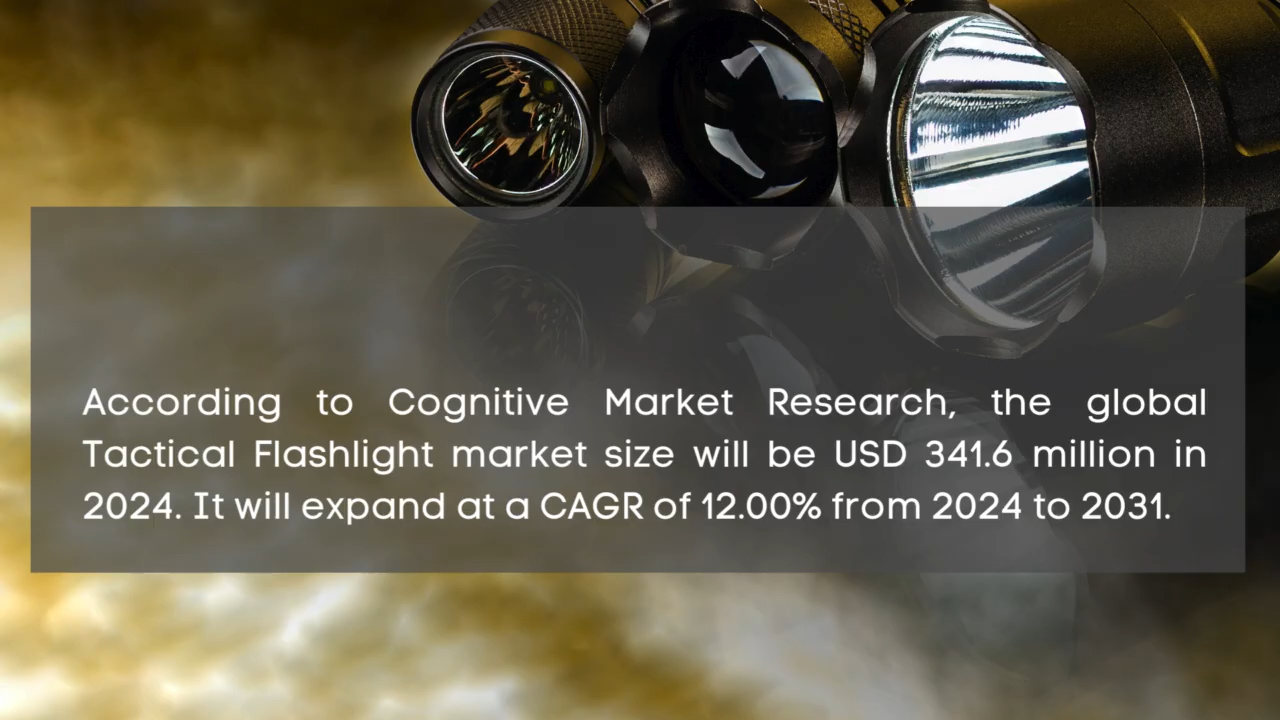 According to Cognitive Market Research, the global
Tactical Flashlight market size will be USD 341.6 million in
2024. It will expand at a CAGR of 12.00% from 2024 to 2031.